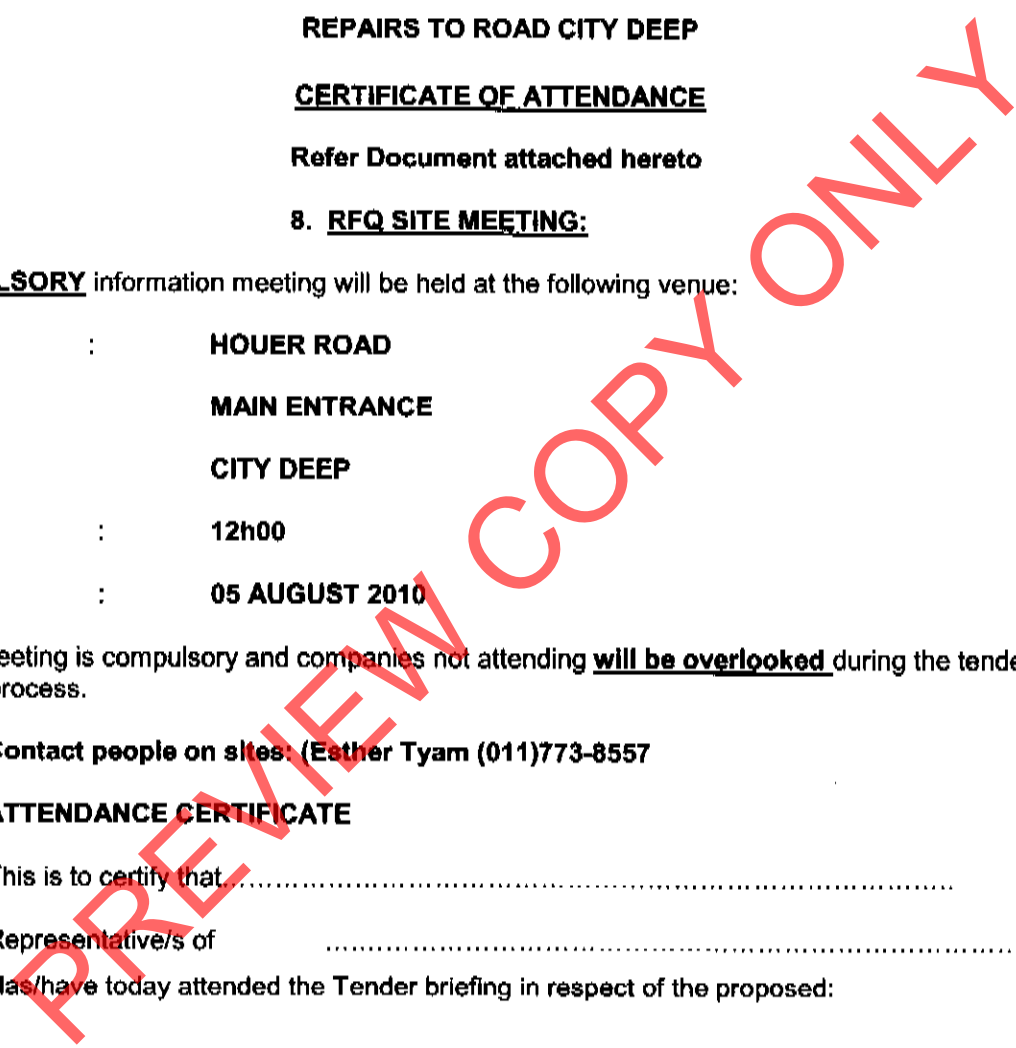 REPAIRS TO ROAD CITY DEEP
CERTIFICATE OF ATTENDANCE
Refer Document attached hereto
8. RFQ SITE MEETING:
LSORY information meeting will be held at the following venue:
: HOUER ROAD
MAIN ENTRANCE
CITY DEEP
: 12h00
: 05 AUGUST 2010
eeting is compulsory and companies not attending will be overlooked during the tende
rocess.
Contact people on sites: (Esther Tyam (011)773-8557
ATTENDANCE CERTIFICATE
This is to certify that
Representative/s of
Has/have today attended the Tender briefing in respect of the proposed:
PREVIEW COPY ONLY